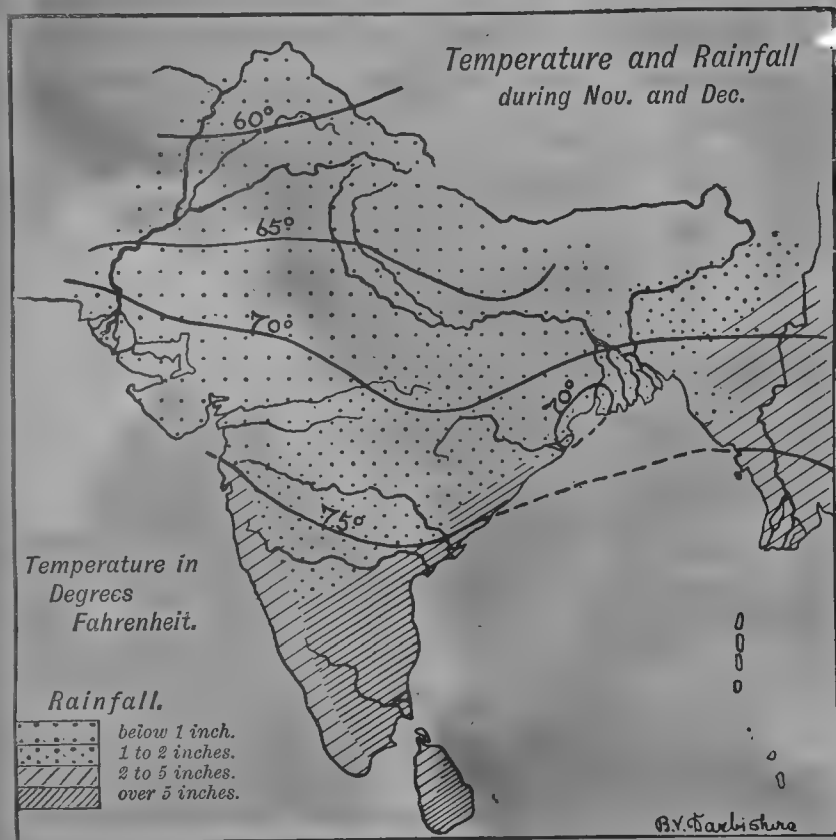 Temperature and Rainfall
during Nov. and Dec.
60°
65°
70°
70°
75°
Temperature in
Degrees
Fahrenheit.
Rainfall.
below 1 inch.
1 to 2 inches.
2 to 5 inches.
over 5 inches.
B.V. Darbishire